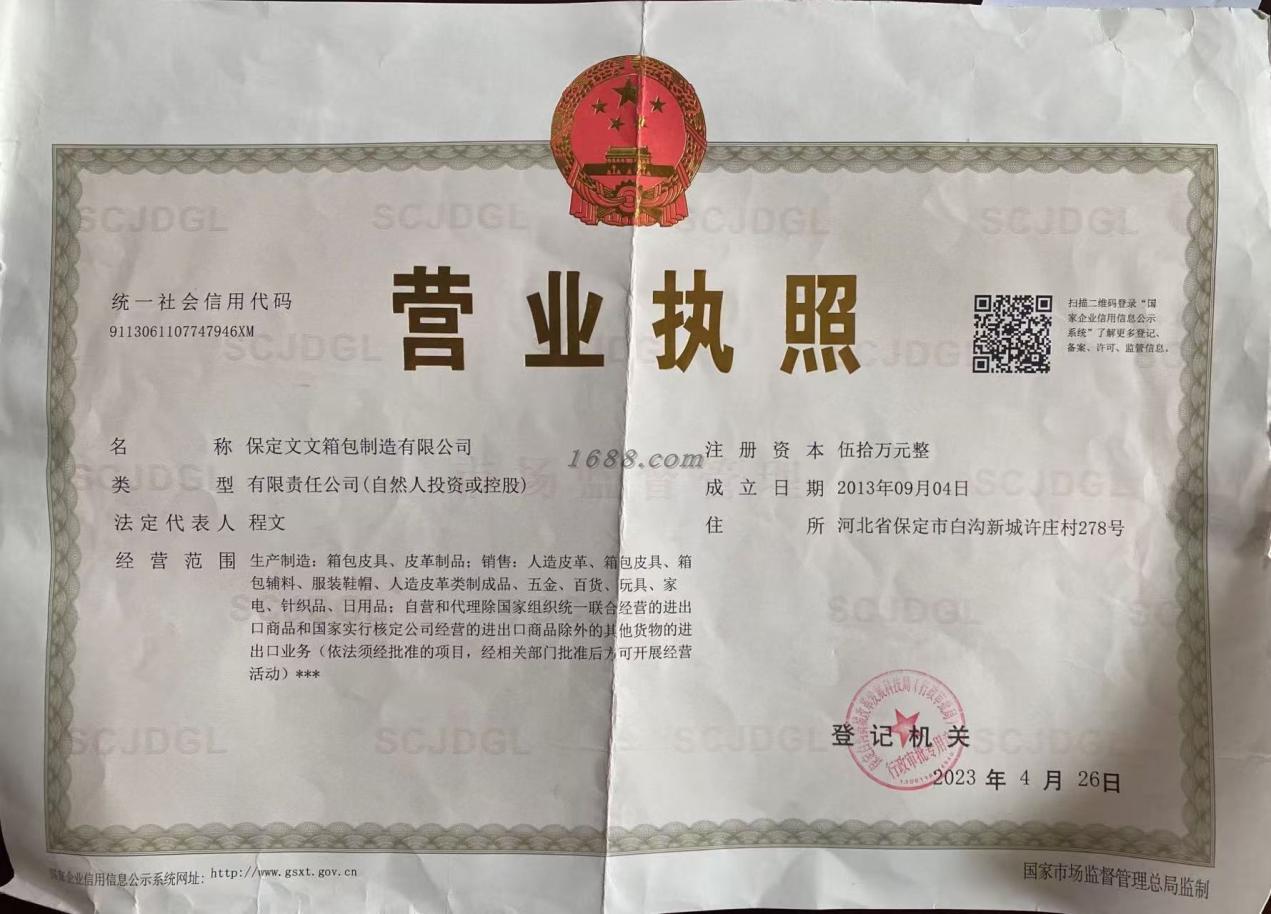 营业执照
统一社会信用代码
9113061107747946XM
扫描二维码登录“国
家企业信用信息公示
系统”了解更多登记、
备案、许可、监管信息。
名称 保定文文箱包制造有限公司
类型 有限责任公司(自然人投资或控股)
法定代表人 程文
经营范围 生产制造：箱包皮具、皮革制品；销售：人造皮革、箱包皮具、箱
包辅料、服装鞋帽、人造皮革类制成品、五金、百货、玩具、家
电、针织品、日用品；自营和代理除国家组织统一联合经营的进出
口商品和国家实行核定公司经营的进出口商品除外的其他货物的进
出口业务（依法须经批准的项目，经相关部门批准后方可开展经营
活动）***
注册资本 伍拾万元整
成立日期 2013年09月04日
住所 河北省保定市白沟新城许庄村278号
1688.com
登记机关
行政审批专用章
2023年4月26日
国家企业信用信息公示系统网址：http://www.gsxt.gov.cn
国家市场监督管理总局监制
SCJDGL